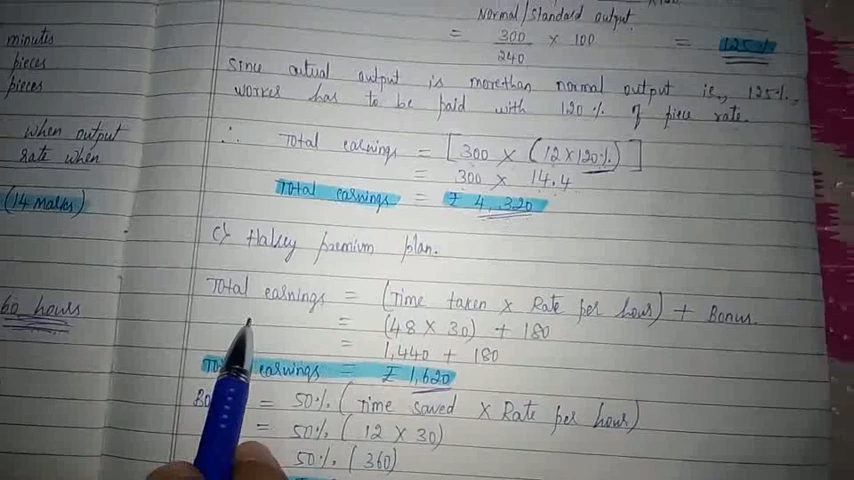 minutes
pieces
pieces
when output
rate when
(14 marks)
60 hours
Normal/Standard output
= 300/240 × 100 = 125%
Since actual output is morethan normal output ie., 125%,
worker has to be paid with 120% of piece rate.
∴ Total earnings = [300 × (12 × 120%)]
= 300 × 14.4
Total earnings = ₹ 4,320
C) Halsey premium plan.
Total earnings = (Time taken × Rate per hour) + Bonus.
= (48 × 30) + 180
= 1,440 + 180
earnings = ₹ 1,620
= 50% (Time saved × Rate per hour)
= 50% (12 × 30)
50% (360)